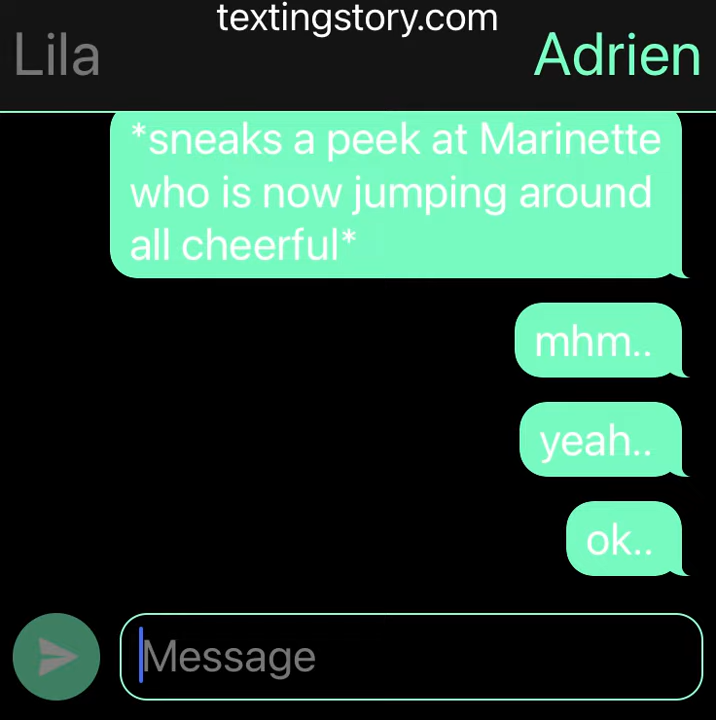 textingstory.com
Lila
Adrien
*sneaks a peek at Marinette
who is now jumping around
all cheerful*
mhm..
yeah..
ok..
Message